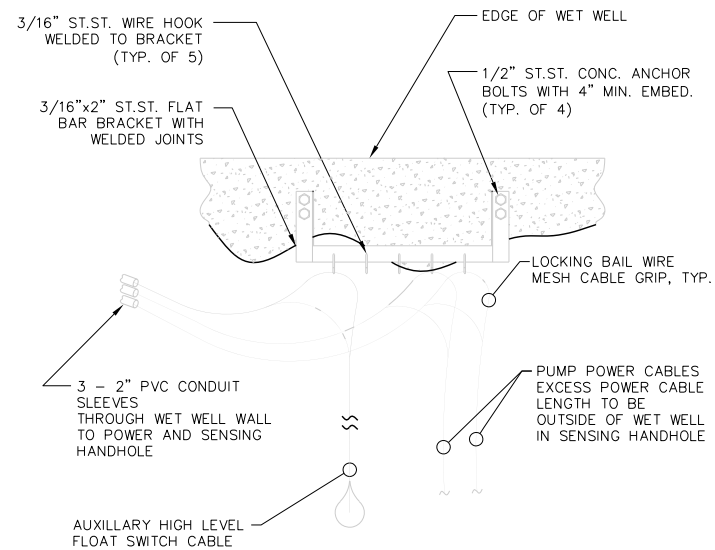 3/16” ST.ST. WIRE HOOK
WELDED TO BRACKET
(TYP. OF 5)
EDGE OF WET WELL
1/2” ST.ST. CONC. ANCHOR
BOLTS WITH 4” MIN. EMBED.
(TYP. OF 4)
3/16”x2” ST.ST. FLAT
BAR BRACKET WITH
WELDED JOINTS
LOCKING BAIL WIRE
MESH CABLE GRIP, TYP.
3 – 2” PVC CONDUIT
SLEEVES
THROUGH WET WELL WALL
TO POWER AND SENSING
HANDHOLE
PUMP POWER CABLES
EXCESS POWER CABLE
LENGTH TO BE
OUTSIDE OF WET WELL
IN SENSING HANDHOLE
AUXILLARY HIGH LEVEL
FLOAT SWITCH CABLE